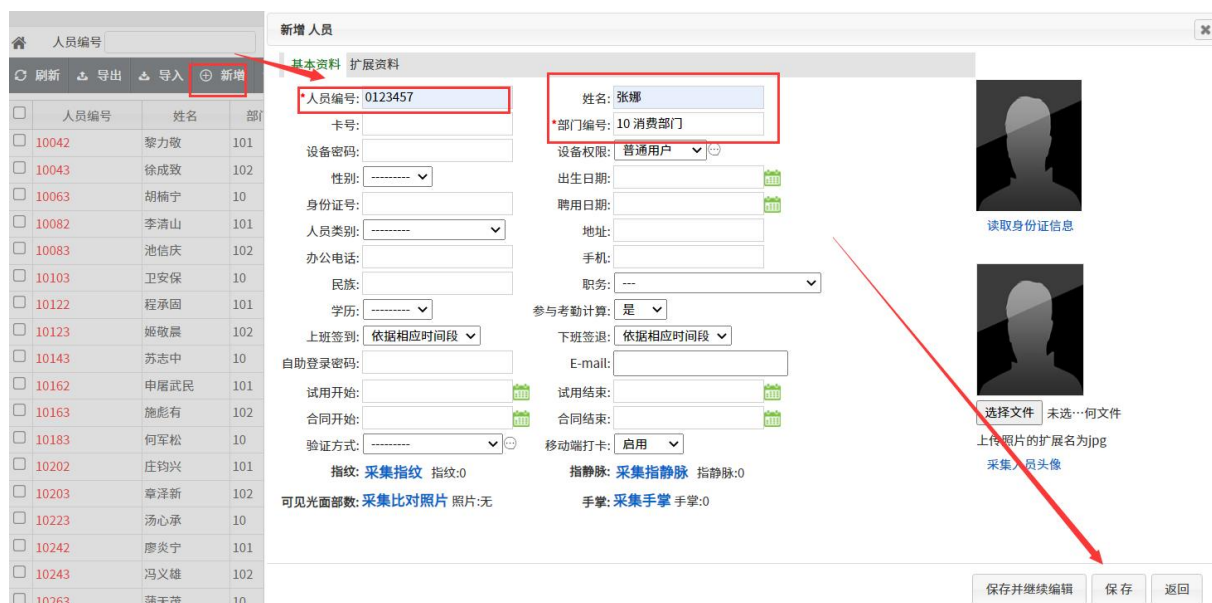 新增 人员
人员编号
刷新 导出 导入 新增
基本资料 扩展资料
人员编号 姓名 部门
10042 黎力敬 101
10043 徐成致 102
10063 胡楠宁 10
10082 李清山 101
10083 池信庆 102
10103 卫安保 10
10122 程承固 101
10123 姬敬晨 102
10143 苏志中 10
10162 申屠武民 101
10163 施彪有 102
10183 何军松 10
10202 庄钧兴 101
10203 章泽新 102
10223 汤心承 10
10242 廖炎宁 101
10243 冯义雄 102
10263 蒲天茂 10
*人员编号: 0123457 姓名: 张娜
卡号: *部门编号: 10 消费部门
设备密码: 设备权限: 普通用户
性别: --------- 出生日期:
身份证号: 聘用日期:
人员类别: --------- 地址:
办公电话: 手机:
民族: 职务: ---
学历: --------- 参与考勤计算: 是
上班签到: 依据相应时间段 下班签退: 依据相应时间段
自助登录密码: E-mail:
试用开始: 试用结束:
合同开始: 合同结束:
验证方式: --------- 移动端打卡: 启用
指纹: 采集指纹 指纹:0 指静脉: 采集指静脉 指静脉:0
可见光面部数: 采集比对照片 照片:无 手掌: 采集手掌 手掌:0
读取身份证信息
选择文件 未选…何文件
上传照片的扩展名为jpg
采集人员头像
保存并继续编辑 保存 返回